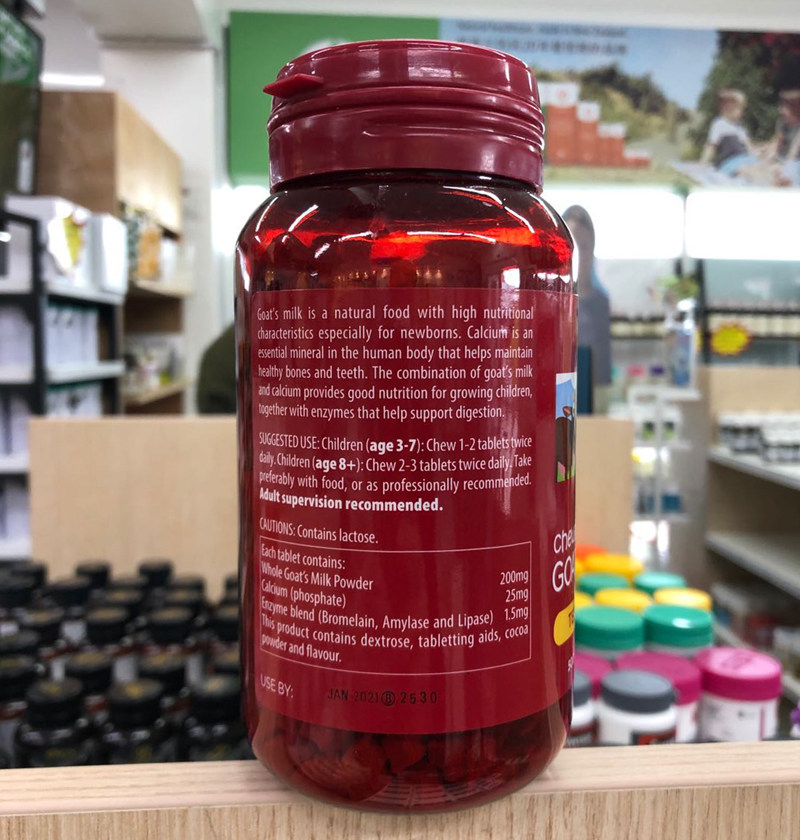 Goat's milk is a natural food with high nutritional
characteristics especially for newborns. Calcium is an
essential mineral in the human body that helps maintain
healthy bones and teeth. The combination of goat's milk
and calcium provides good nutrition for growing children,
together with enzymes that help support digestion.
SUGGESTED USE: Children (age 3-7): Chew 1-2 tablets twice
daily. Children (age 8+): Chew 2-3 tablets twice daily. Take
preferably with food, or as professionally recommended.
Adult supervision recommended.
CAUTIONS: Contains lactose.
Each tablet contains:
Whole Goat's Milk Powder 200mg
Calcium (phosphate) 25mg
Enzyme blend (Bromelain, Amylase and Lipase) 1.5mg
This product contains dextrose, tabletting aids, cocoa
powder and flavour.
USE BY: JAN 2021 B 2630